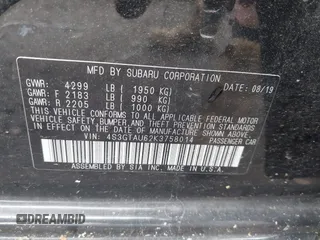 MFD BY SUBARU CORPORATION
DATE: 08/19
GVWR: 4299 LB ( 1950 KG)
GAWR F 2183 LB ( 990 KG)
GAWR R 2205 LB ( 1000 KG)
THIS VEHICLE CONFORMS TO ALL APPLICABLE FEDERAL MOTOR
VEHICLE SAFETY, BUMPER, AND THEFT PREVENTION STANDARDS
IN EFFECT ON THE DATE OF MANUFACTURE SHOWN ABOVE.
VIN: 4S3GTAU62K3758014
PASSENGER CAR
ASSEMBLED BY SIA MADE IN U.S.A.
© DREAMBID
DREAMBID